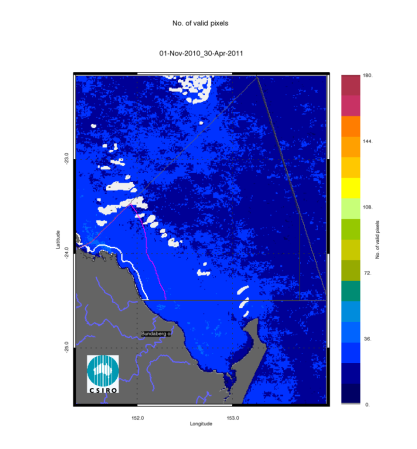 No. of valid pixels
01-Nov-2010_30-Apr-2011
180
144
108
72
36
0
No. of valid pixels
-23.0
-24.0
-25.0
Latitude
Bundaberg
CSIRO
152.0
153.0
Longitude